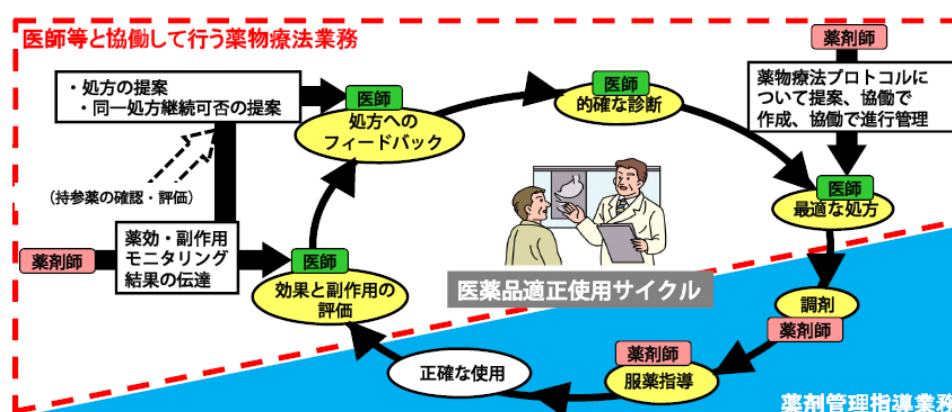 医師等と協働して行う薬物療法業務
薬剤師
・処方の提案
・同一処方継続可否の提案
医師
処方への
フィードバック
医師
的確な診断
薬物療法プロトコルに
ついて提案、協働で
作成、協働で進行管理
（持参薬の確認・評価）
医師
最適な処方
薬剤師
薬効・副作用
モニタリング
結果の伝達
医師
効果と副作用の
評価
医薬品適正使用サイクル
調剤
薬剤師
薬剤師
服薬指導
正確な使用
薬剤管理指導業務